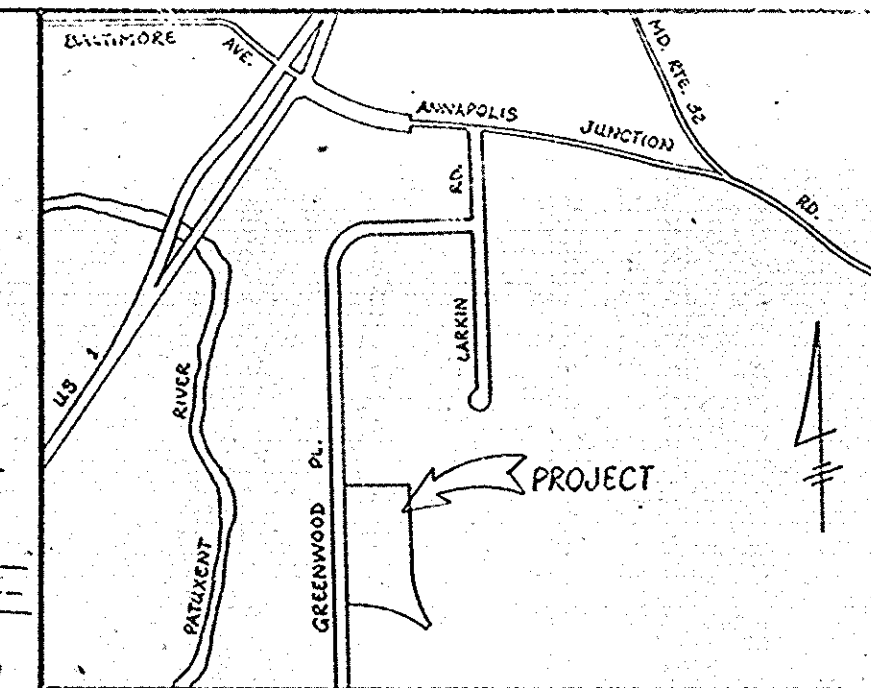 BALTIMORE AVE.
MD. RTE. 32
ANNAPOLIS JUNCTION RD.
LARKIN RD.
US 1
RIVER
PATUXENT
GREENWOOD PL.
PROJECT